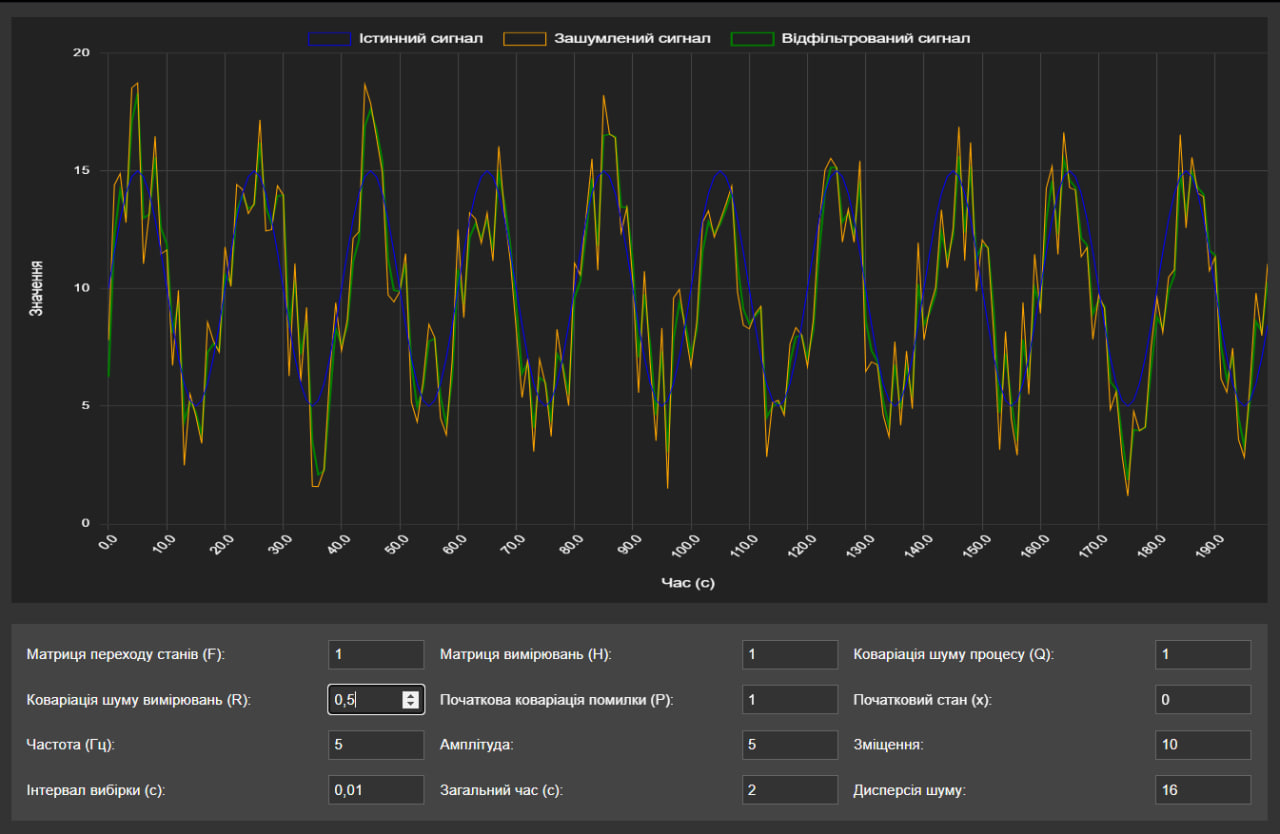 Істинний сигнал Зашумлений сигнал Відфільтрований сигнал
20
15
10
5
0
Значення
0.0 10.0 20.0 30.0 40.0 50.0 60.0 70.0 80.0 90.0 100.0 110.0 120.0 130.0 140.0 150.0 160.0 170.0 180.0 190.0
Час (с)
Матриця переходу станів (F): 1 Матриця вимірювань (H): 1 Коваріація шуму процесу (Q): 1
Коваріація шуму вимірювань (R): 0,5 Початкова коваріація помилки (P): 1 Початковий стан (x): 0
Частота (Гц): 5 Амплітуда: 5 Зміщення: 10
Інтервал вибірки (с): 0,01 Загальний час (с): 2 Дисперсія шуму: 16